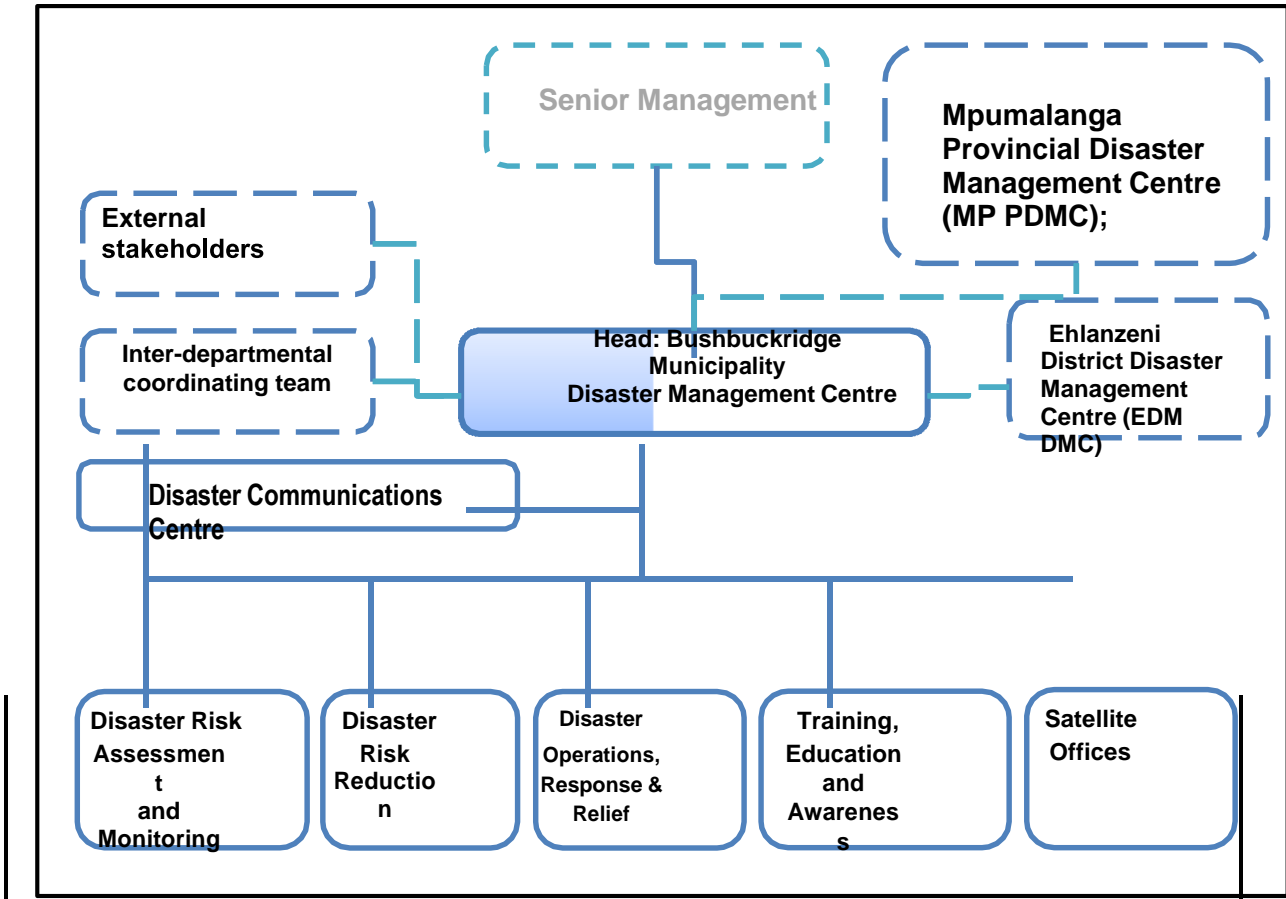 Senior Management
Mpumalanga
Provincial Disaster
Management Centre
(MP PDMC);
External
stakeholders
Inter-departmental
coordinating team
Head: Bushbuckridge
Municipality
Disaster Management Centre
Ehlanzeni
District Disaster
Management
Centre (EDM
DMC)
Disaster Communications
Centre
Disaster Risk
Assessmen
t
and
Monitoring
Disaster
Risk
Reductio
n
Disaster
Operations,
Response &
Relief
Training,
Education
and
Awarenes
s
Satellite
Offices